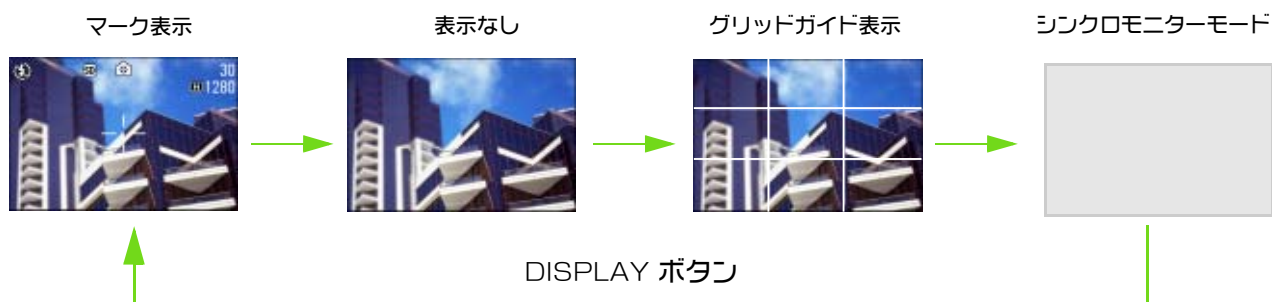 マーク表示
表示なし
グリッドガイド表示
シンクロモニターモード
30
1280
DISPLAY ボタン